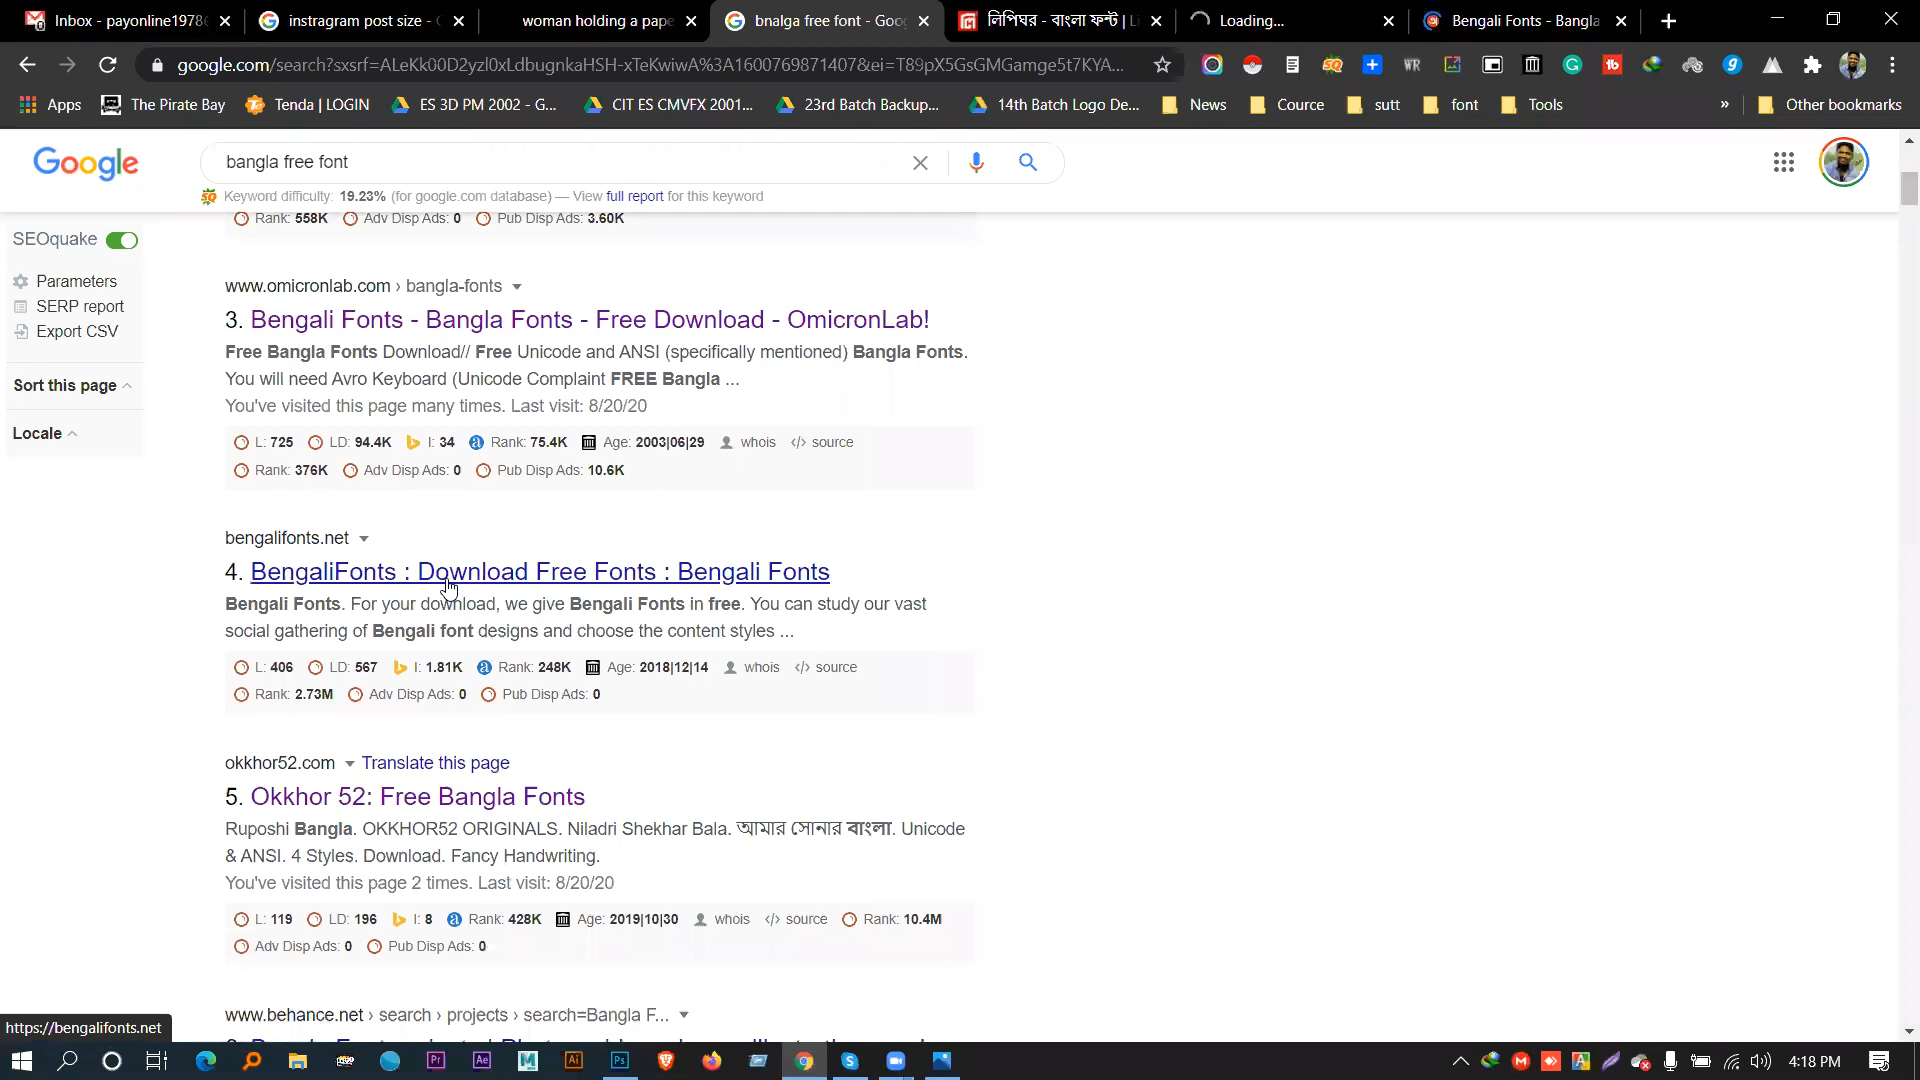 Inbox - payonline1978
instragram post size -
woman holding a pape
bnalga free font - Goo
লিপিঘর - বাংলা ফন্ট | Li
Loading...
Bengali Fonts - Bangla
google.com/search?sxsrf=ALeKk00D2yzl0xLdbugnkaHSH-xTeKwiwA%3A1600769871407&ei=T89pX5GsGMGamge5t7KYA...
Apps The Pirate Bay Tenda | LOGIN ES 3D PM 2002 - G... CIT ES CMVFX 2001... 23rd Batch Backup... 14th Batch Logo De... News Cource sutt font Tools » Other bookmarks
Google
bangla free font
Keyword difficulty: 19.23% (for google.com database) — View full report for this keyword
Rank: 558K Adv Disp Ads: 0 Pub Disp Ads: 3.60K
SEOquake
Parameters
SERP report
Export CSV
Sort this page
Locale
www.omicronlab.com › bangla-fonts
3. Bengali Fonts - Bangla Fonts - Free Download - OmicronLab!
Free Bangla Fonts Download// Free Unicode and ANSI (specifically mentioned) Bangla Fonts.
You will need Avro Keyboard (Unicode Complaint FREE Bangla ...
You've visited this page many times. Last visit: 8/20/20
L: 725 LD: 94.4K I: 34 Rank: 75.4K Age: 2003|06|29 whois </> source
Rank: 376K Adv Disp Ads: 0 Pub Disp Ads: 10.6K
bengalifonts.net
4. BengaliFonts : Download Free Fonts : Bengali Fonts
Bengali Fonts. For your download, we give Bengali Fonts in free. You can study our vast
social gathering of Bengali font designs and choose the content styles ...
L: 406 LD: 567 I: 1.81K Rank: 248K Age: 2018|12|14 whois </> source
Rank: 2.73M Adv Disp Ads: 0 Pub Disp Ads: 0
okkhor52.com Translate this page
5. Okkhor 52: Free Bangla Fonts
Ruposhi Bangla. OKKHOR52 ORIGINALS. Niladri Shekhar Bala. আমার সোনার বাংলা. Unicode
& ANSI. 4 Styles. Download. Fancy Handwriting.
You've visited this page 2 times. Last visit: 8/20/20
L: 119 LD: 196 I: 8 Rank: 428K Age: 2019|10|30 whois </> source Rank: 10.4M
Adv Disp Ads: 0 Pub Disp Ads: 0
www.behance.net › search › projects › search=Bangla F...
https://bengalifonts.net
4:18 PM